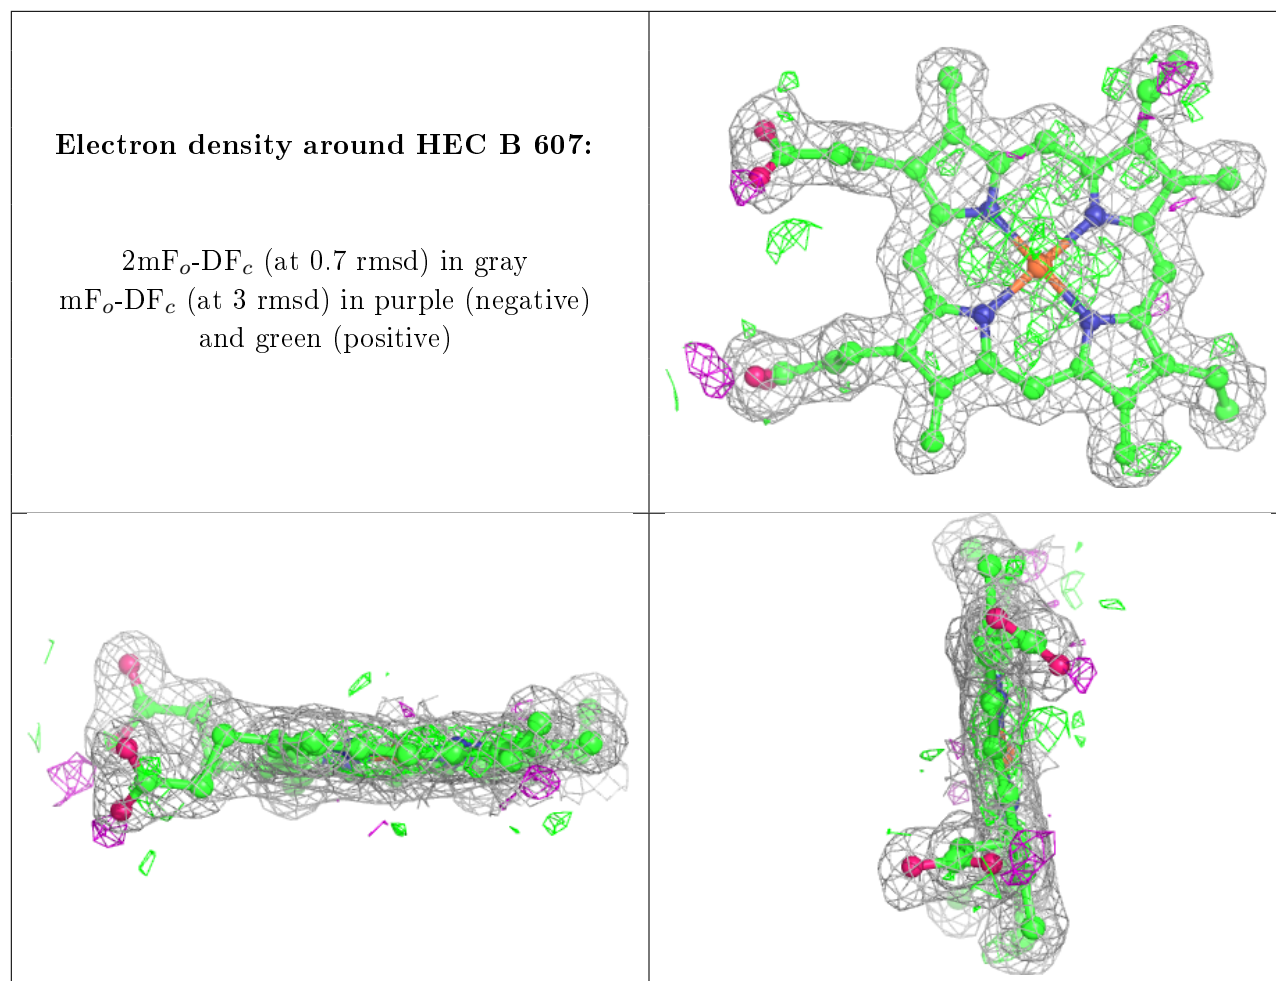 Electron density around HEC B 607:
2mFo-DFc (at 0.7 rmsd) in gray
mFo-DFc (at 3 rmsd) in purple (negative)
and green (positive)